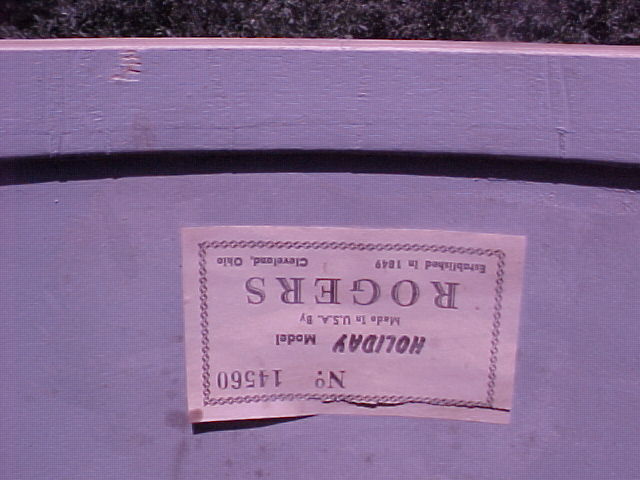 Nº 14560
HOLIDAY Model
Made In U.S.A. By
ROGERS
Established in 1849 Cleveland, Ohio